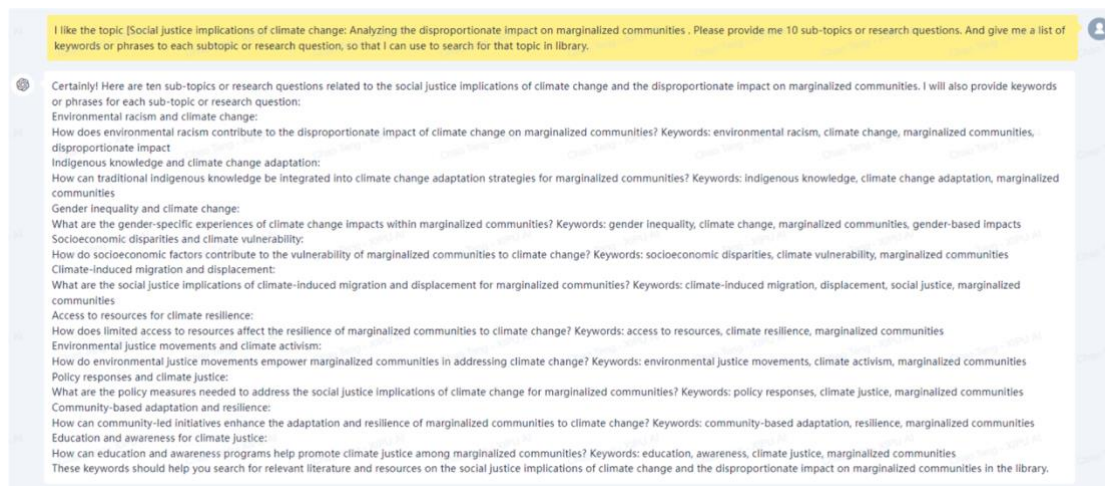 I like the topic [Social justice implications of climate change: Analyzing the disproportionate impact on marginalized communities . Please provide me 10 sub-topics or research questions. And give me a list of
keywords or phrases to each subtopic or research question, so that I can use to search for that topic in library.
Certainly! Here are ten sub-topics or research questions related to the social justice implications of climate change and the disproportionate impact on marginalized communities. I will also provide keywords
or phrases for each sub-topic or research question:
Environmental racism and climate change:
How does environmental racism contribute to the disproportionate impact of climate change on marginalized communities? Keywords: environmental racism, climate change, marginalized communities,
disproportionate impact
Indigenous knowledge and climate change adaptation:
How can traditional indigenous knowledge be integrated into climate change adaptation strategies for marginalized communities? Keywords: indigenous knowledge, climate change adaptation, marginalized
communities
Gender inequality and climate change:
What are the gender-specific experiences of climate change impacts within marginalized communities? Keywords: gender inequality, climate change, marginalized communities, gender-based impacts
Socioeconomic disparities and climate vulnerability:
How do socioeconomic factors contribute to the vulnerability of marginalized communities to climate change? Keywords: socioeconomic disparities, climate vulnerability, marginalized communities
Climate-induced migration and displacement:
What are the social justice implications of climate-induced migration and displacement for marginalized communities? Keywords: climate-induced migration, displacement, social justice, marginalized
communities
Access to resources for climate resilience:
How does limited access to resources affect the resilience of marginalized communities to climate change? Keywords: access to resources, climate resilience, marginalized communities
Environmental justice movements and climate activism:
How do environmental justice movements empower marginalized communities in addressing climate change? Keywords: environmental justice movements, climate activism, marginalized communities
Policy responses and climate justice:
What are the policy measures needed to address the social justice implications of climate change for marginalized communities? Keywords: policy responses, climate justice, marginalized communities
Community-based adaptation and resilience:
How can community-led initiatives enhance the adaptation and resilience of marginalized communities to climate change? Keywords: community-based adaptation, resilience, marginalized communities
Education and awareness for climate justice:
How can education and awareness programs help promote climate justice among marginalized communities? Keywords: education, awareness, climate justice, marginalized communities
These keywords should help you search for relevant literature and resources on the social justice implications of climate change and the disproportionate impact on marginalized communities in the library.